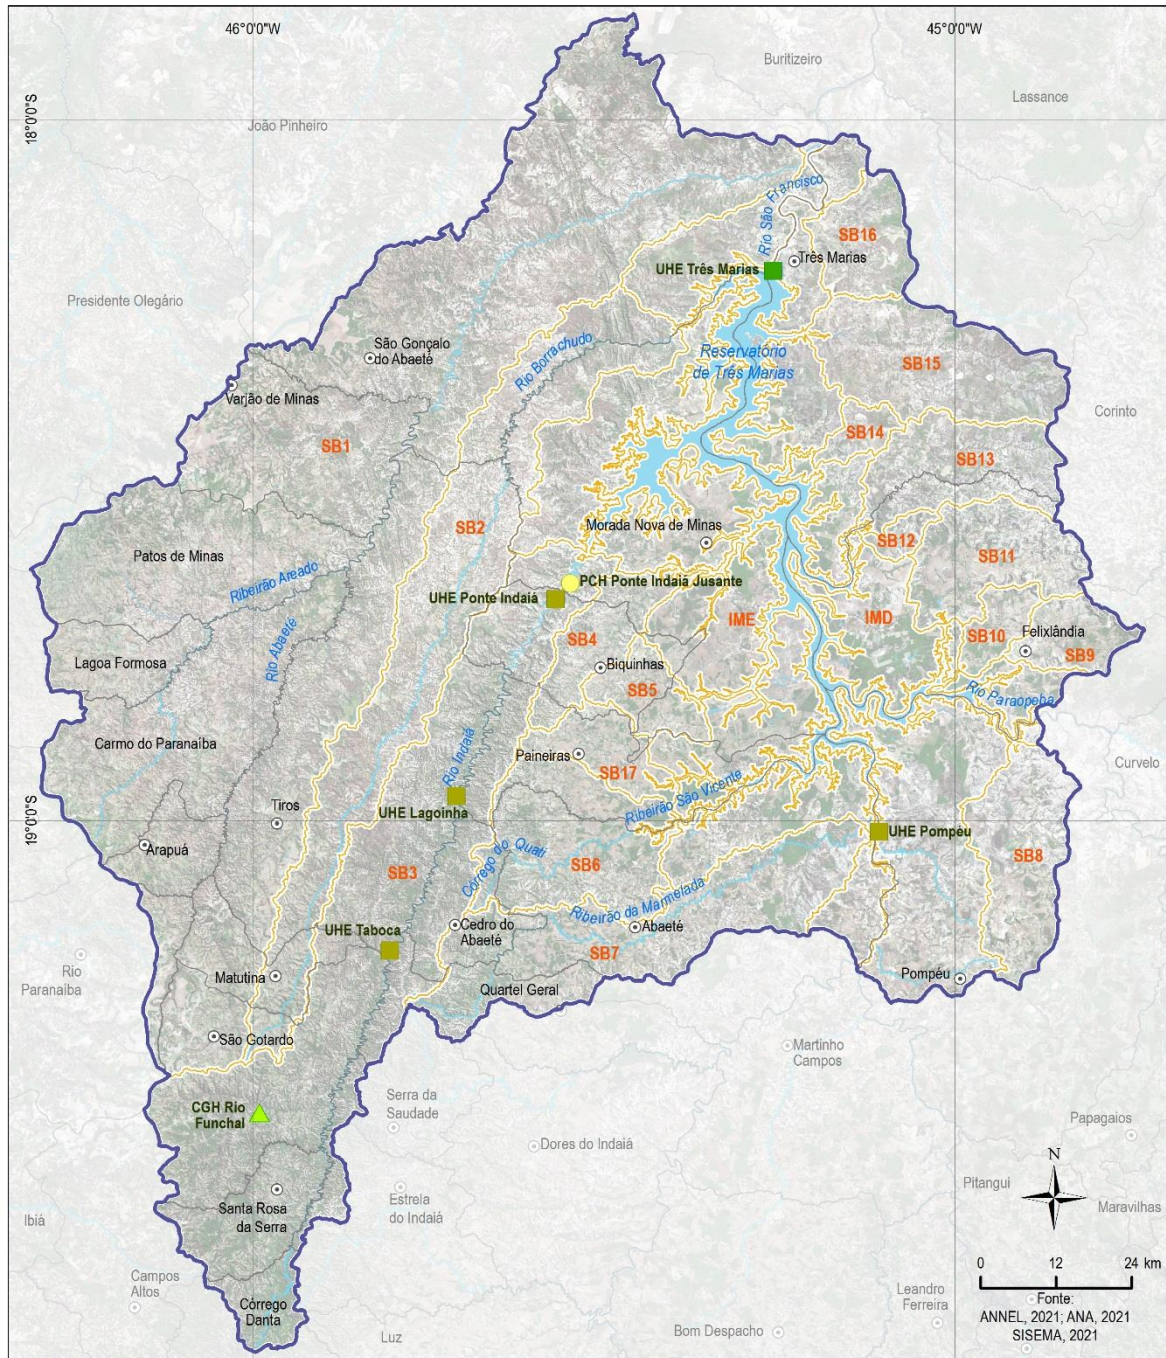 46°0'0"W
45°0'0"W
Buritizeiro
Lassance
18°0'0"S
João Pinheiro
Rio São Francisco
SB16
Três Marias
UHE Três Marias
Presidente Olegário
São Gonçalo
do Abaeté
Rio Borrachudo
Reservatório
de Três Marias
SB15
Varjão de Minas
Corinto
SB1
SB14
SB13
SB2
Morada Nova de Minas
SB12
SB11
Patos de Minas
Ribeirão Areado
PCH Ponte Indaiá Jusante
UHE Ponte Indaiá
IME
IMD
SB4
SB10
Felixlândia
SB9
Rio Abaeté
Lagoa Formosa
Biquinhas
SB5
Rio Paraopeba
Carmo do Paranaíba
Rio Indaiá
Paineiras
SB17
Curvelo
Ribeirão São Vicente
Tiros
UHE Lagoinha
19°0'0"S
UHE Pompéu
Arapuá
Córrego do Quati
SB6
SB8
SB3
Ribeirão da Marmelada
UHE Taboca
Cedro do
Abaeté
Abaeté
SB7
Rio
Paranaíba
Matutina
Quartel Geral
Pompéu
São Gotardo
Martinho
Campos
CGH Rio
Funchal
Serra da
Saudade
Dores do Indaiá
Papagaios
N
Pitangui
Maravilhas
Ibiá
Santa Rosa
da Serra
Estrela
do Indaiá
0 12 24 km
Campos
Altos
Córrego
Danta
Luz
Bom Despacho
Leandro
Ferreira
Fonte:
ANNEL, 2021; ANA, 2021
SISEMA, 2021